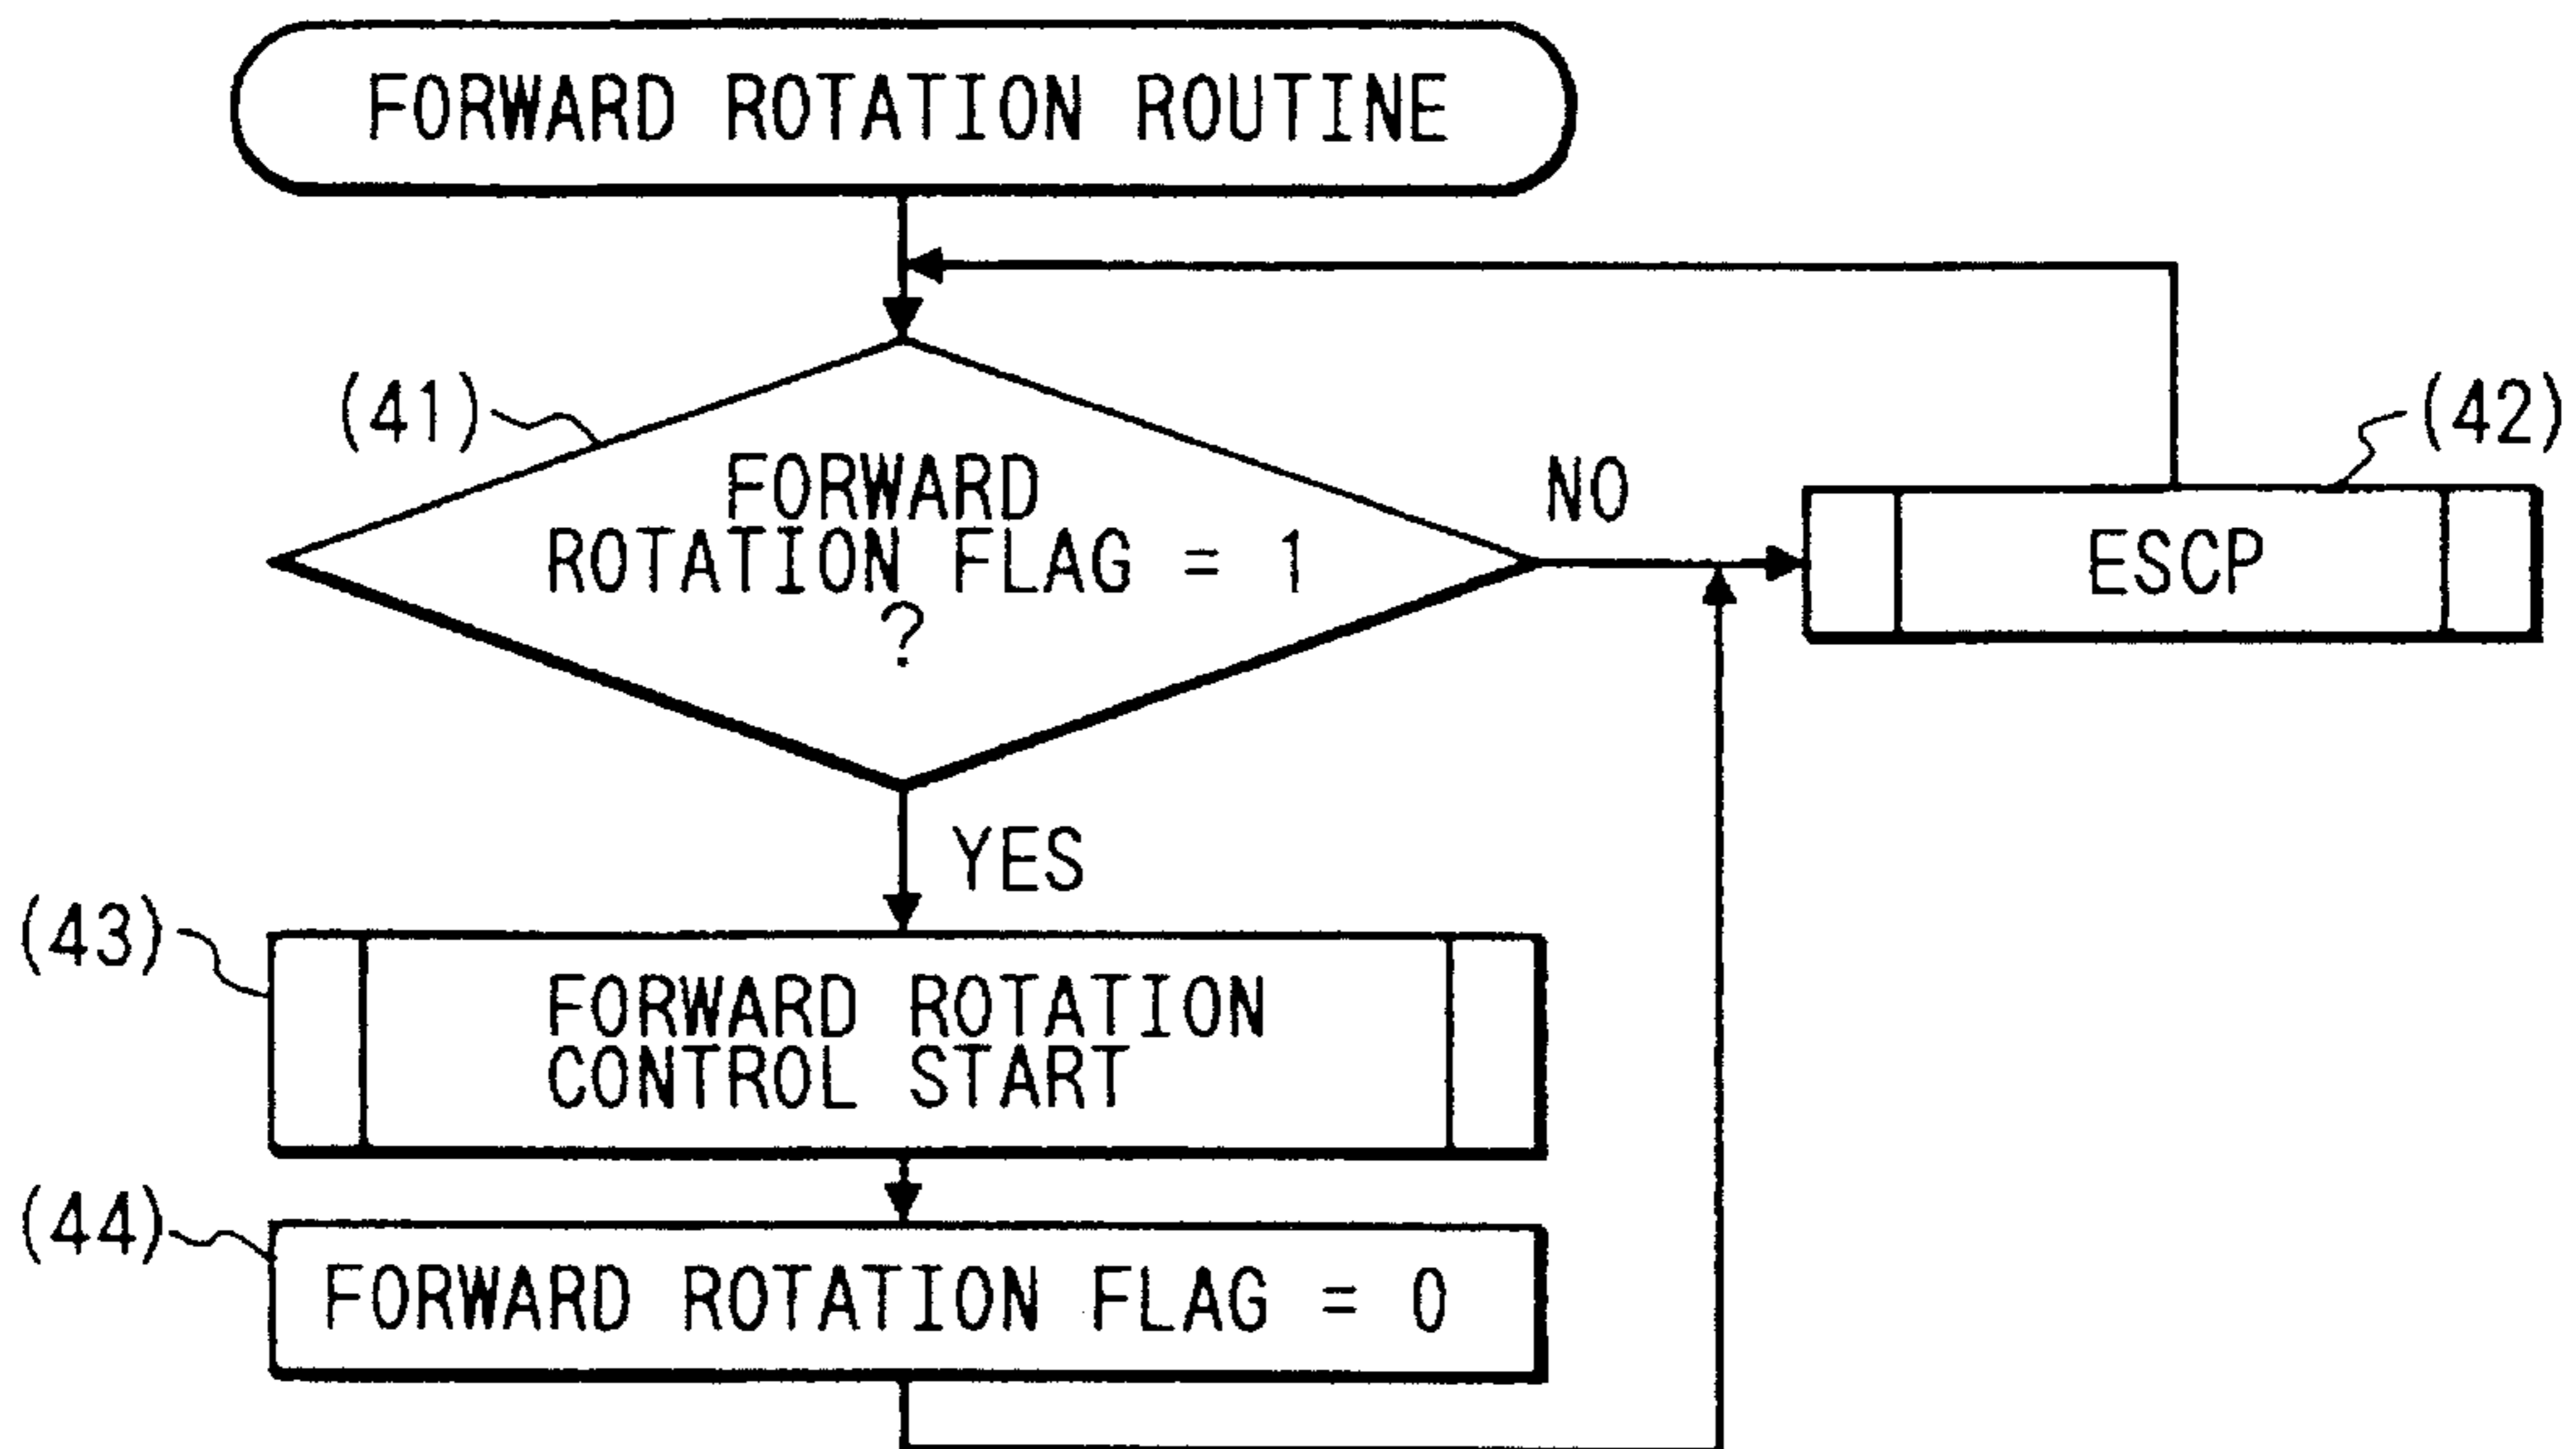 FORWARD ROTATION ROUTINE
(41)
FORWARD
ROTATION FLAG = 1
?
NO
(42)
ESCP
YES
(43)
FORWARD ROTATION
CONTROL START
(44)
FORWARD ROTATION FLAG = 0